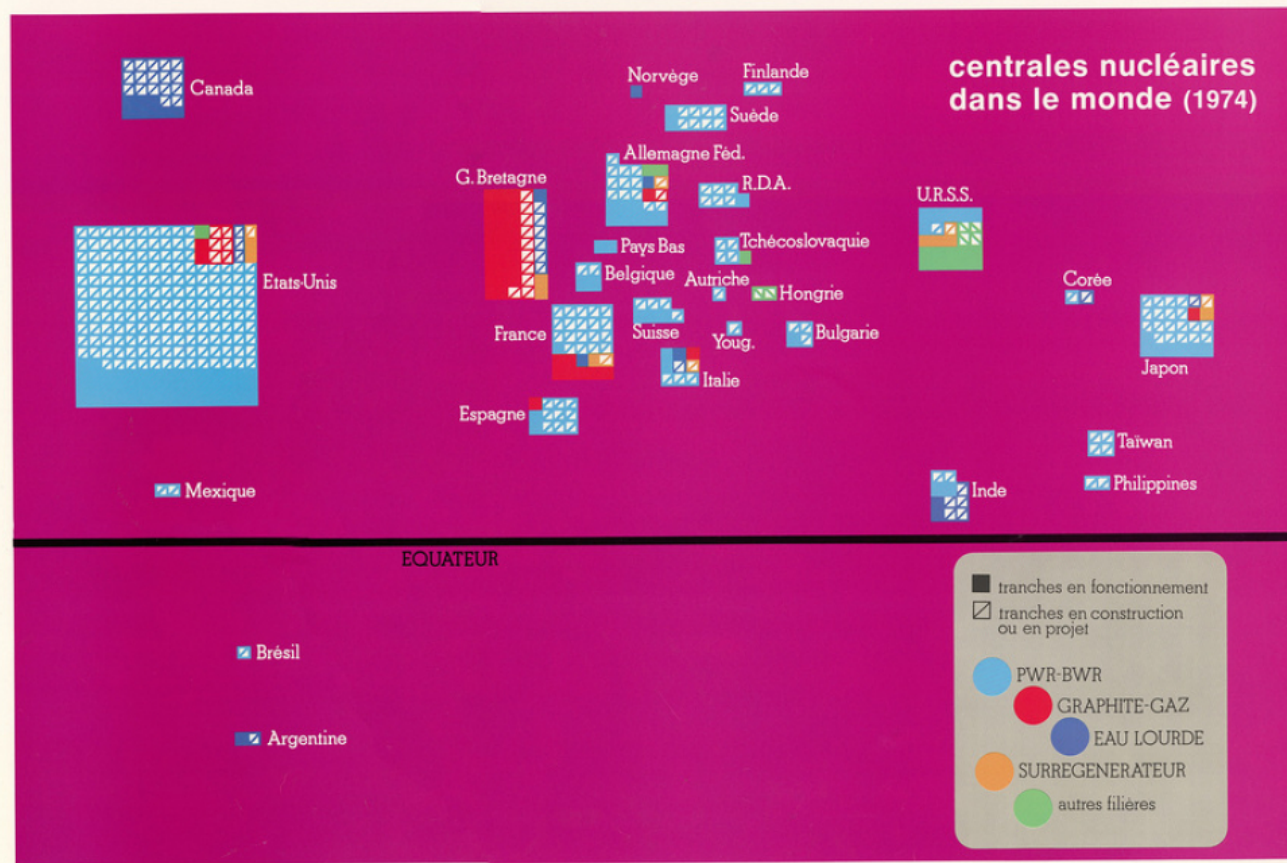 centrales nucléaires
dans le monde (1974)
Canada
Norvège
Finlande
Suède
Allemagne Féd.
G. Bretagne
R.D.A.
U.R.S.S.
Pays Bas
Tchécoslovaquie
Belgique
Autriche
Hongrie
Etats-Unis
Corée
France
Suisse
Youg.
Bulgarie
Italie
Japon
Espagne
Taïwan
Mexique
Inde
Philippines
EQUATEUR
Brésil
Argentine
tranches en fonctionnement
tranches en construction
ou en projet
PWR-BWR
GRAPHITE-GAZ
EAU LOURDE
SURREGENERATEUR
autres filières